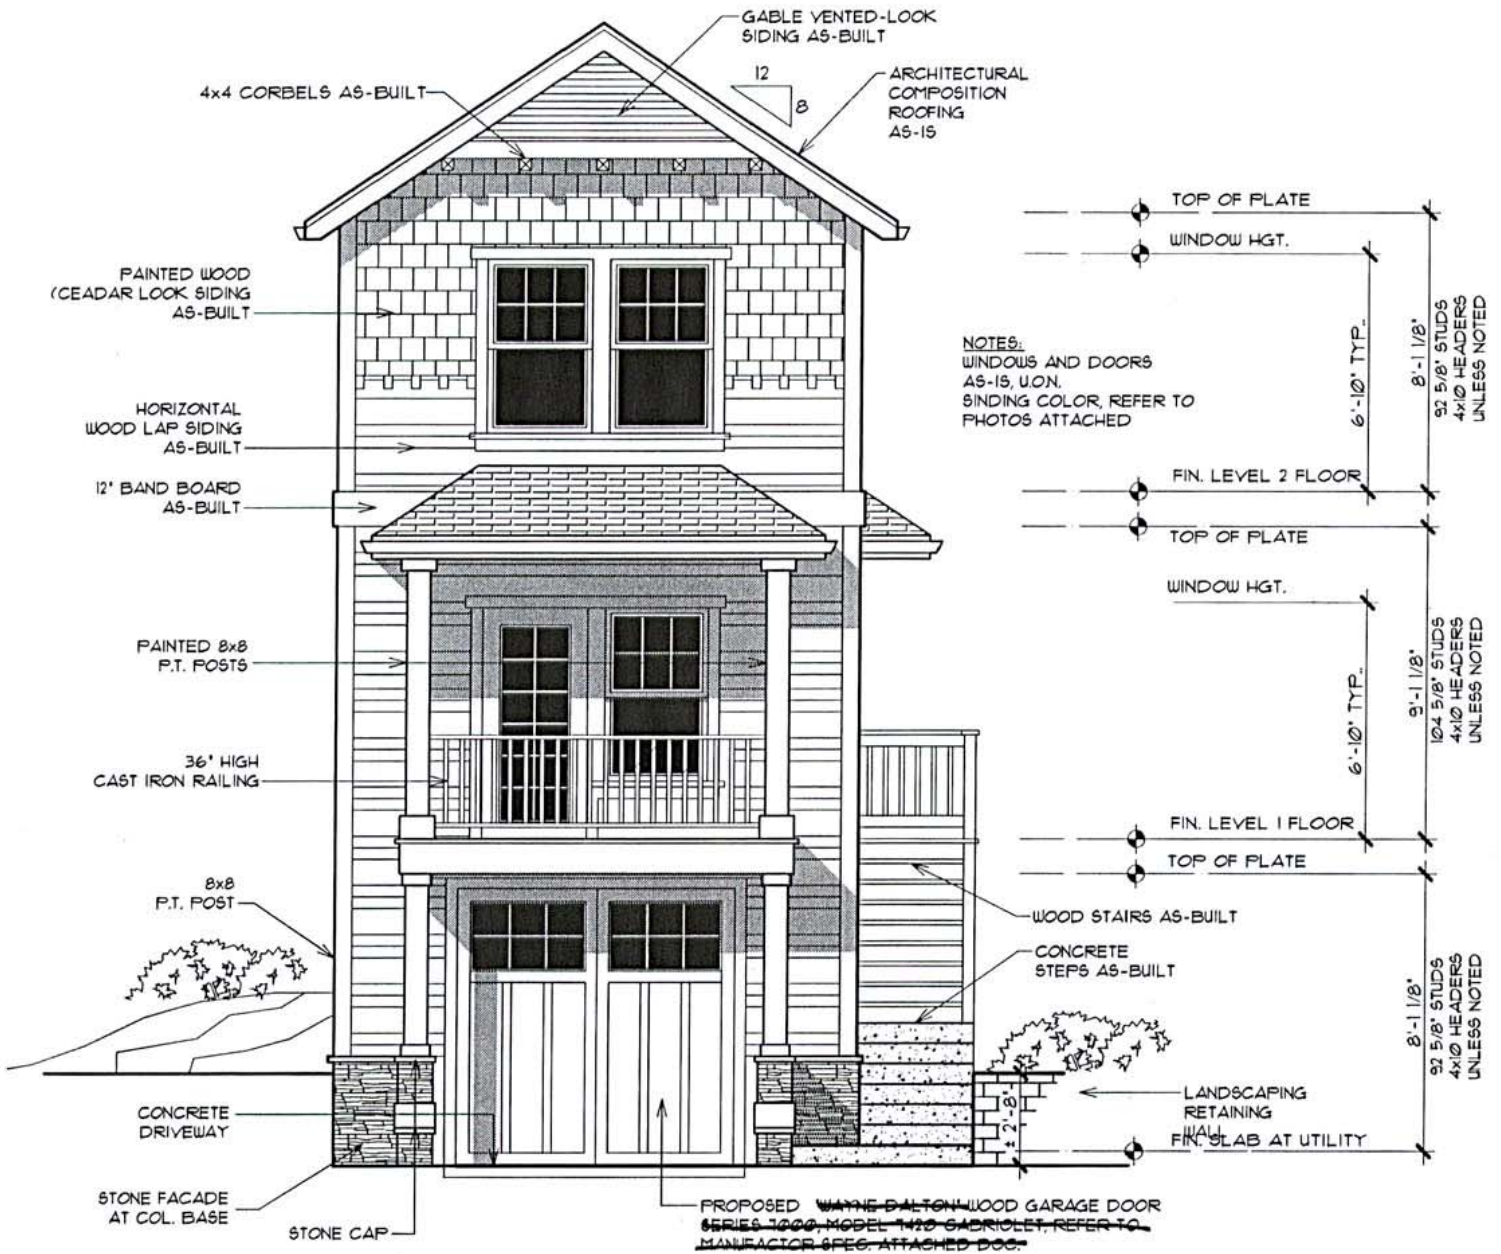 GABLE VENTED-LOOK
SIDING AS-BUILT
4x4 CORBELS AS-BUILT
12
8
ARCHITECTURAL
COMPOSITION
ROOFING
AS-IS
TOP OF PLATE
WINDOW HGT.
PAINTED WOOD
(CEADAR LOOK SIDING
AS-BUILT
NOTES:
WINDOWS AND DOORS
AS-IS, U.O.N.
SINDING COLOR, REFER TO
PHOTOS ATTACHED
6'-10" TYP.
8'-1 1/8"
92 5/8" STUDS
4x10 HEADERS
UNLESS NOTED
HORIZONTAL
WOOD LAP SIDING
AS-BUILT
12" BAND BOARD
AS-BUILT
FIN. LEVEL 2 FLOOR
TOP OF PLATE
WINDOW HGT.
PAINTED 8x8
P.T. POSTS
6'-10" TYP.
9'-1 1/8"
104 5/8" STUDS
4x10 HEADERS
UNLESS NOTED
36" HIGH
CAST IRON RAILING
FIN. LEVEL 1 FLOOR
TOP OF PLATE
8x8
P.T. POST
WOOD STAIRS AS-BUILT
CONCRETE
STEPS AS-BUILT
8'-1 1/8"
92 5/8" STUDS
4x10 HEADERS
UNLESS NOTED
CONCRETE
DRIVEWAY
± 2'-8"
LANDSCAPING
RETAINING
WALL
FIN. SLAB AT UTILITY
STONE FACADE
AT COL. BASE
STONE CAP
PROPOSED WAYNE DALTON WOOD GARAGE DOOR
SERIES 7000, MODEL 7420 GABRIOLET, REFER TO
MANUFACTOR SPEC. ATTACHED DOC.